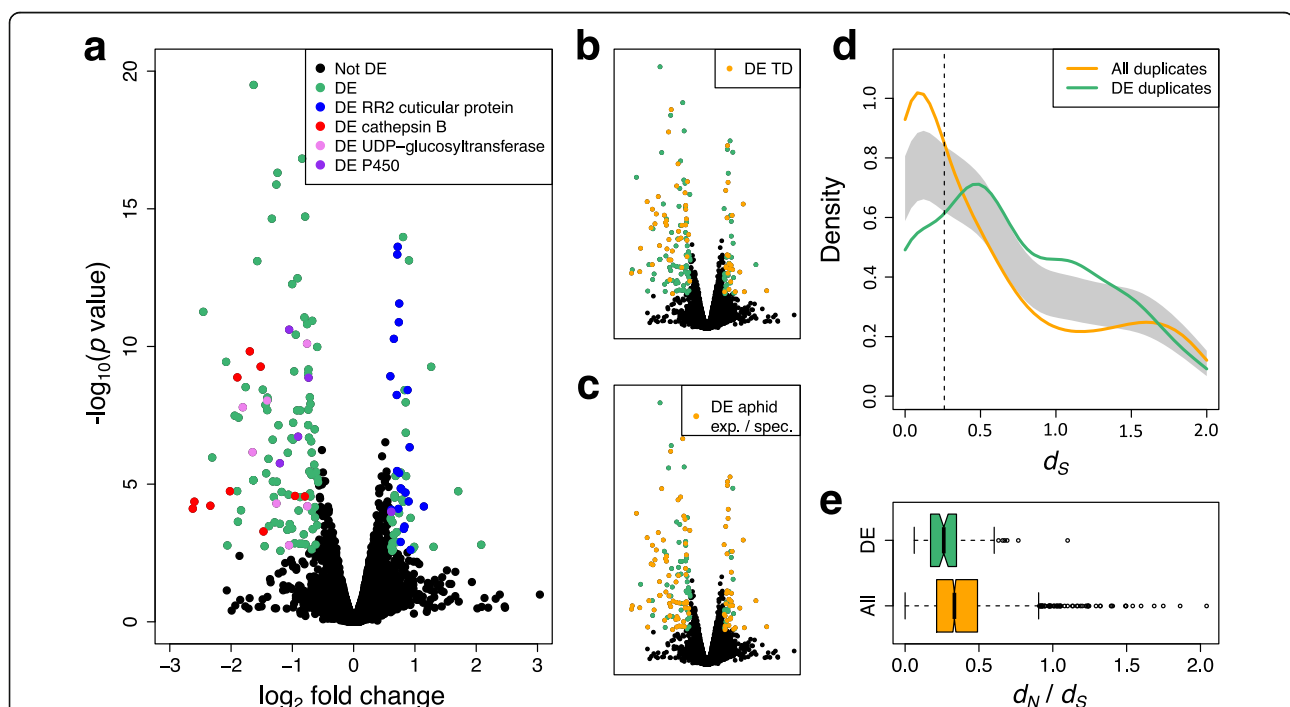 a
20
15
10
5
0
-log10(p value)
−3 −2 −1 0 1 2 3
log2 fold change
Not DE
DE
DE RR2 cuticular protein
DE cathepsin B
DE UDP−glucosyltransferase
DE P450
b
DE TD
c
DE aphid
exp. / spec.
d
All duplicates
DE duplicates
Density
1.0
0.8
0.6
0.4
0.2
0.0
0.0 0.5 1.0 1.5 2.0
dS
e
DE
All
0.0 0.5 1.0 1.5 2.0
dN / dS